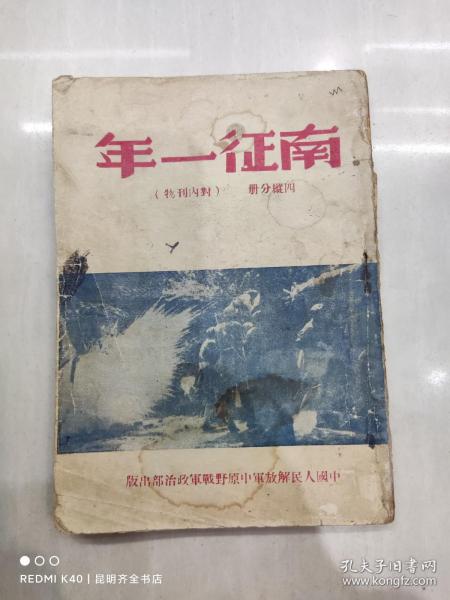 南征一年
四縱分册 (對內刊物)
中國人民解放軍中原野戰軍政治部出版
REDMI K40 | 昆明齐全书店
孔夫子旧书网
www.kongfz.com